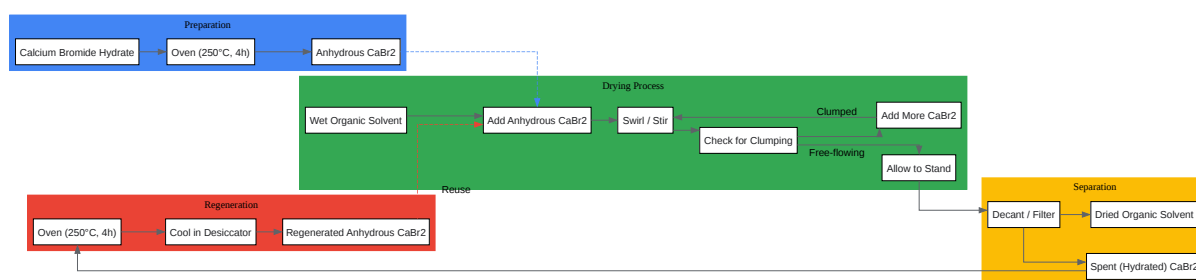 Preparation
Calcium Bromide Hydrate
Oven (250°C, 4h)
Anhydrous CaBr2
Drying Process
Wet Organic Solvent
Add Anhydrous CaBr2
Swirl / Stir
Clumped
Add More CaBr2
Check for Clumping
Free-flowing
Allow to Stand
Reuse
Regeneration
Oven (250°C, 4h)
Cool in Desiccator
Regenerated Anhydrous CaBr2
Separation
Decant / Filter
Dried Organic Solvent
Spent (Hydrated) CaBr2